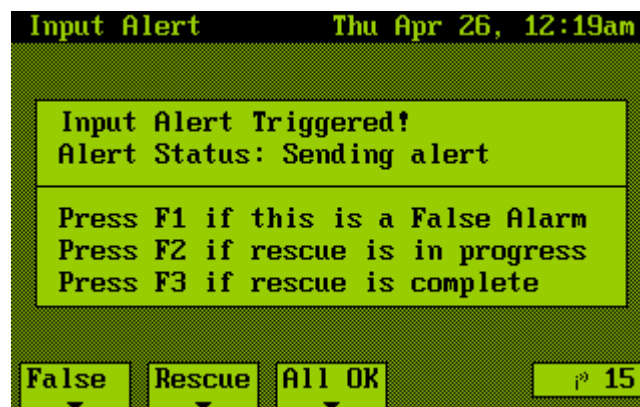 Input Alert Thu Apr 26, 12:19am
Input Alert Triggered!
Alert Status: Sending alert
Press F1 if this is a False Alarm
Press F2 if rescue is in progress
Press F3 if rescue is complete
False Rescue All OK 15